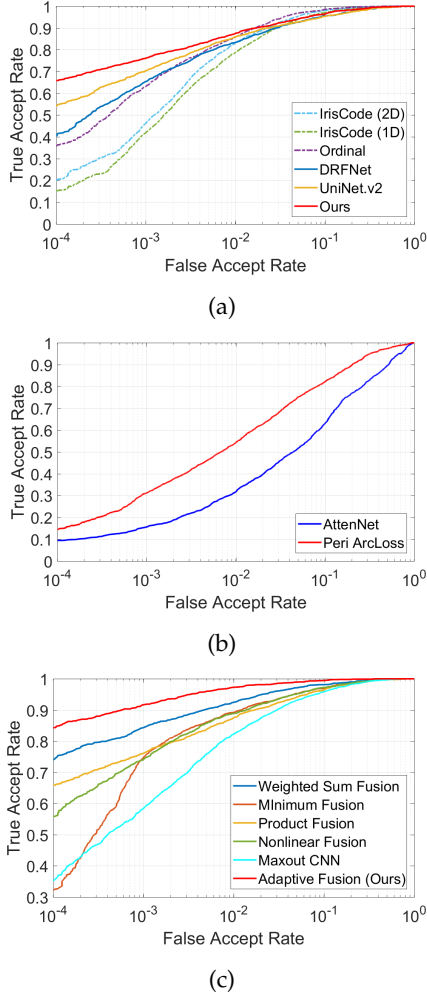 1
0.9
0.8
0.7
0.6
0.5
0.4
0.3
0.2
0.1
0
True Accept Rate
IrisCode (2D)
IrisCode (1D)
Ordinal
DRFNet
UniNet.v2
Ours
10-4 10-3 10-2 10-1 100
False Accept Rate
(a)
1
0.9
0.8
0.7
0.6
0.5
0.4
0.3
0.2
0.1
0
True Accept Rate
AttenNet
Peri ArcLoss
10-4 10-3 10-2 10-1 100
False Accept Rate
(b)
1
0.9
0.8
0.7
0.6
0.5
0.4
0.3
True Accept Rate
Weighted Sum Fusion
MInimum Fusion
Product Fusion
Nonlinear Fusion
Maxout CNN
Adaptive Fusion (Ours)
10-4 10-3 10-2 10-1 100
False Accept Rate
(c)